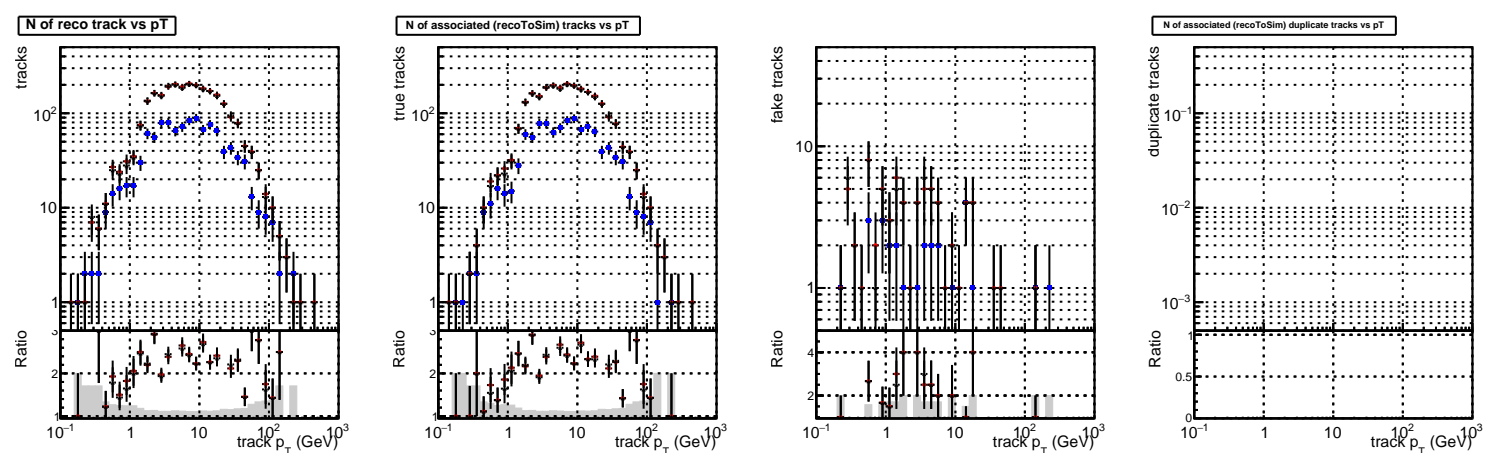 N of reco track vs pT
tracks
10²
10
1
Ratio
3
2
1
10⁻¹ 1 10 10² 10³
track p_T (GeV)
N of associated (recoToSim) tracks vs pT
true tracks
10²
10
1
Ratio
3
2
1
10⁻¹ 1 10 10² 10³
track p_T (GeV)
fake tracks
10
1
Ratio
4
2
10⁻¹ 1 10 10² 10³
track p_T (GeV)
N of associated (recoToSim) duplicate tracks vs pT
duplicate tracks
10⁻¹
10⁻²
10⁻³
Ratio
1
0.5
0
10⁻¹ 1 10 10² 10³
track p_T (GeV)